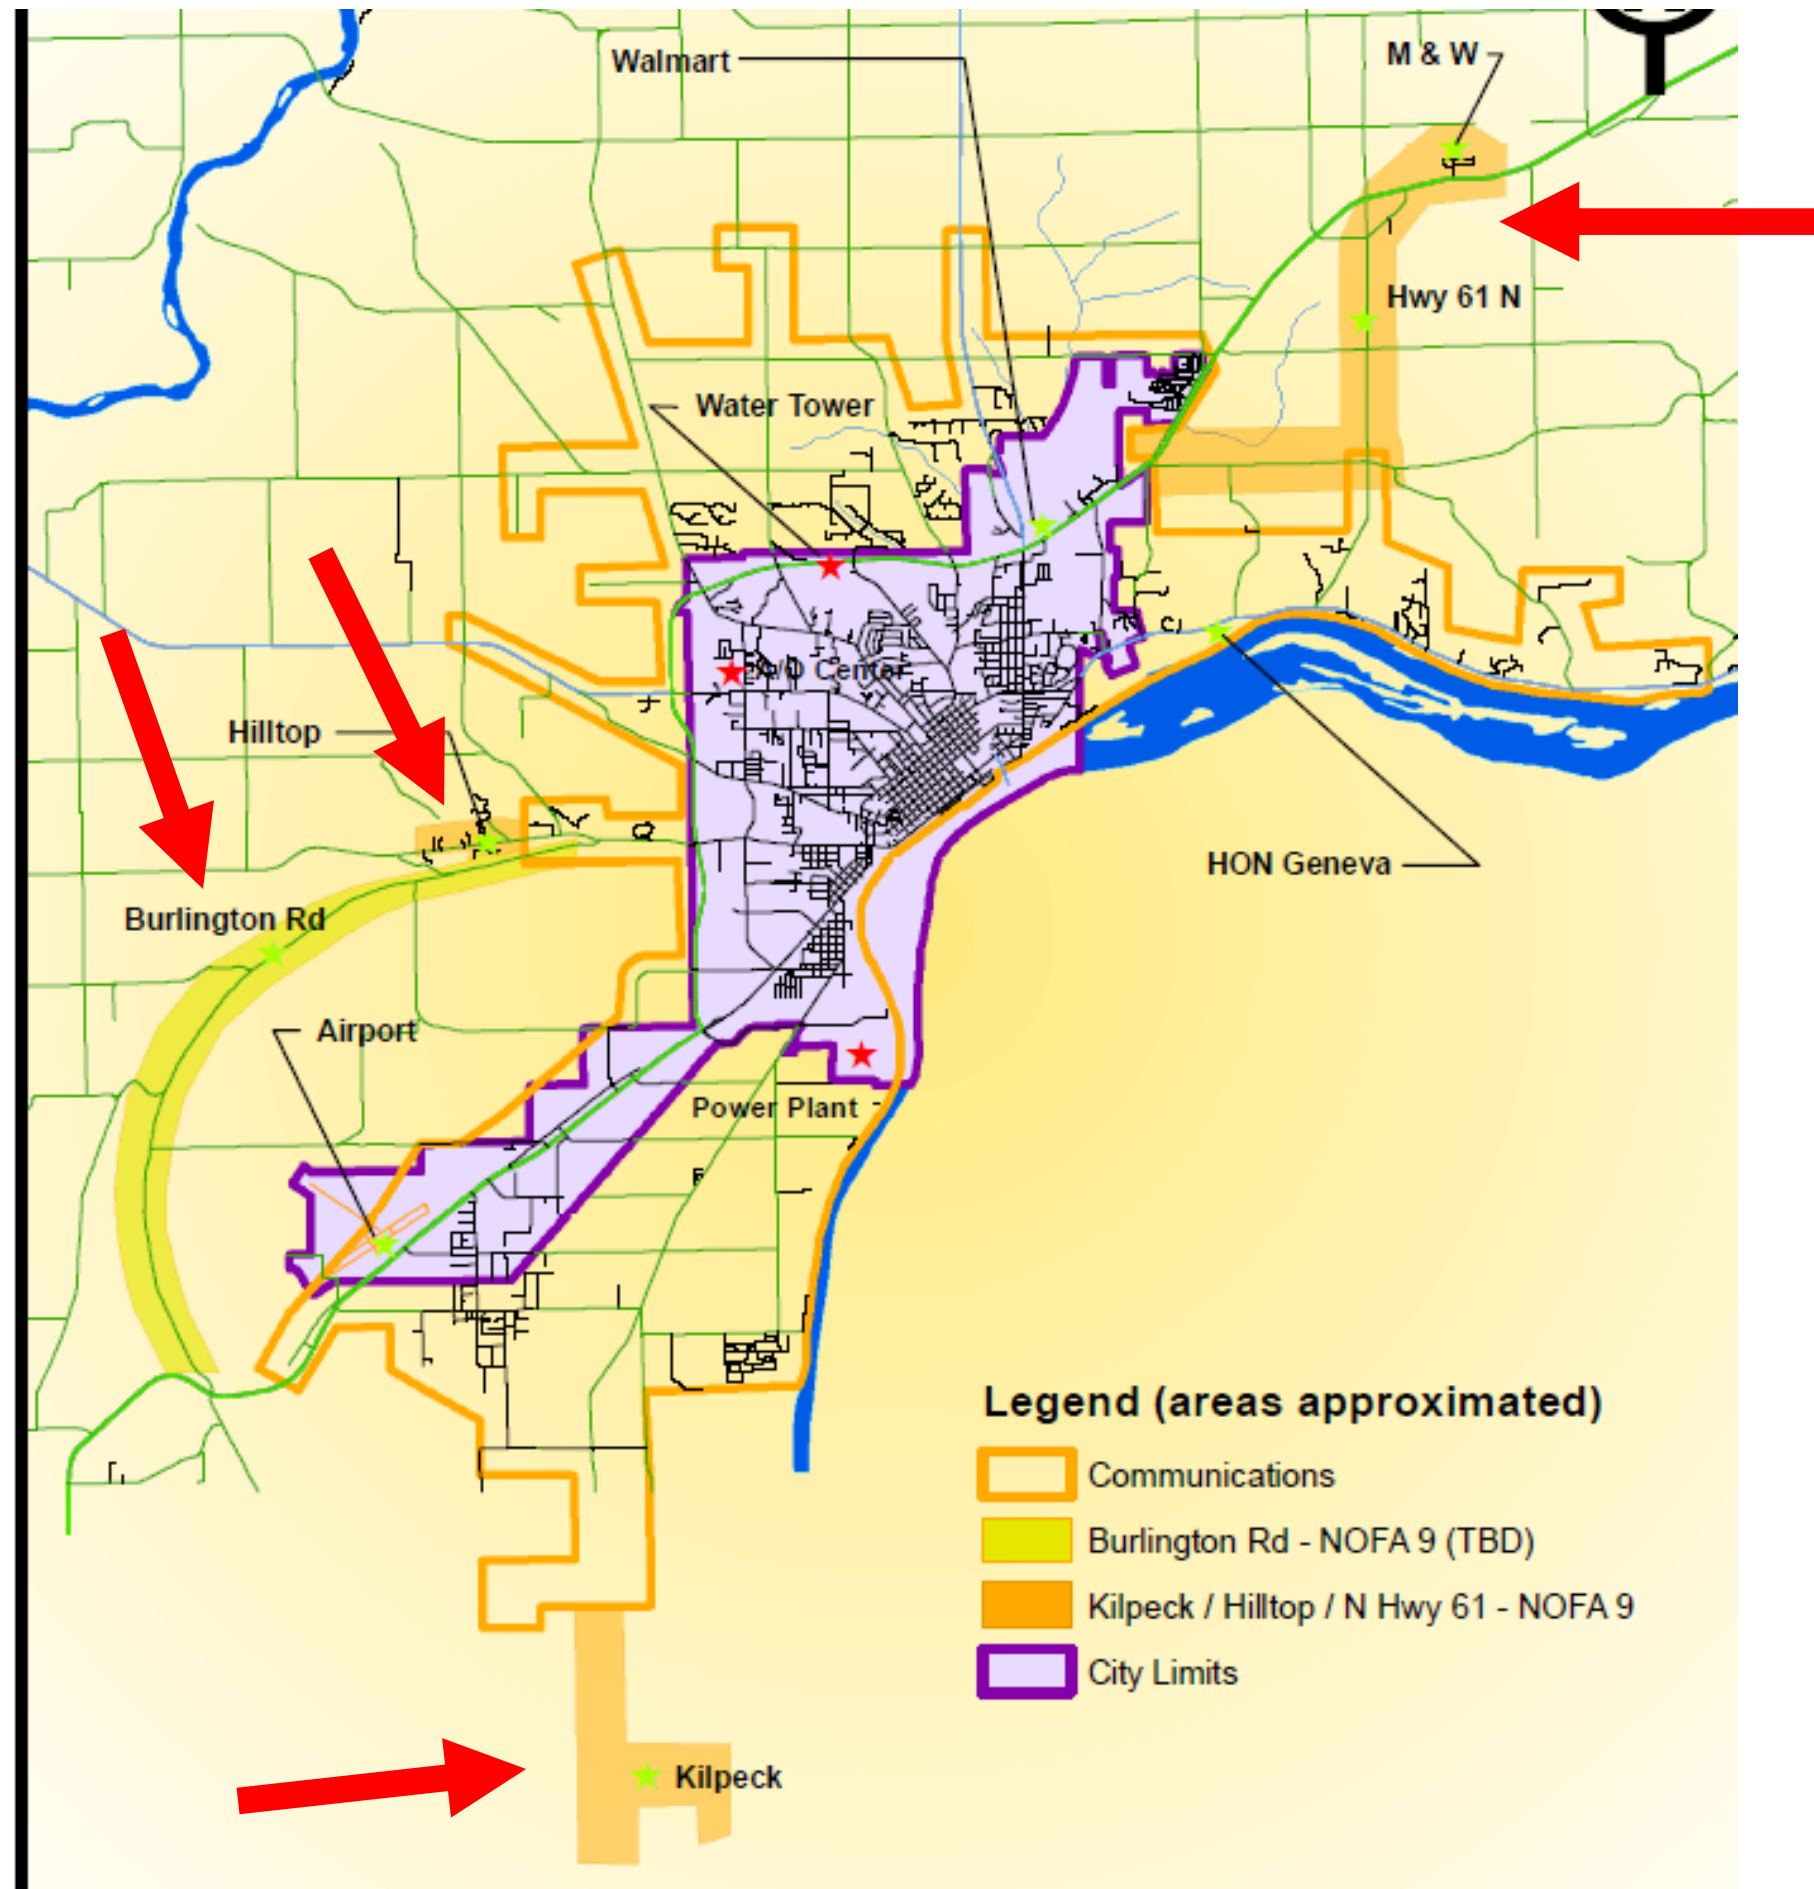 Walmart
M & W
Hwy 61 N
Water Tower
A/O Center
Hilltop
HON Geneva
Burlington Rd
Airport
Power Plant
Legend (areas approximated)
Communications
Burlington Rd - NOFA 9 (TBD)
Kilpeck / Hilltop / N Hwy 61 - NOFA 9
City Limits
Kilpeck